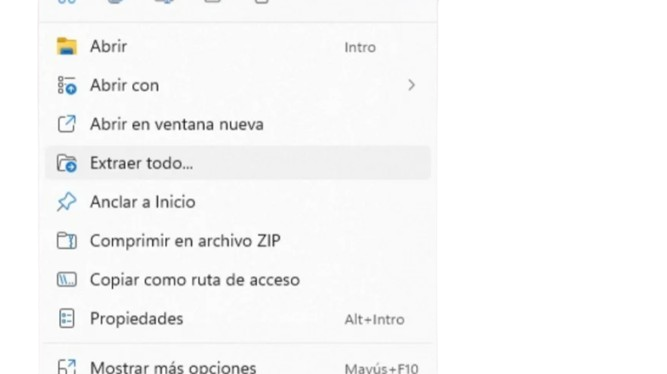 Abrir Intro
Abrir con
Abrir en ventana nueva
Extraer todo...
Anclar a Inicio
Comprimir en archivo ZIP
Copiar como ruta de acceso
Propiedades Alt+Intro
Mostrar más opciones Mayús+F10